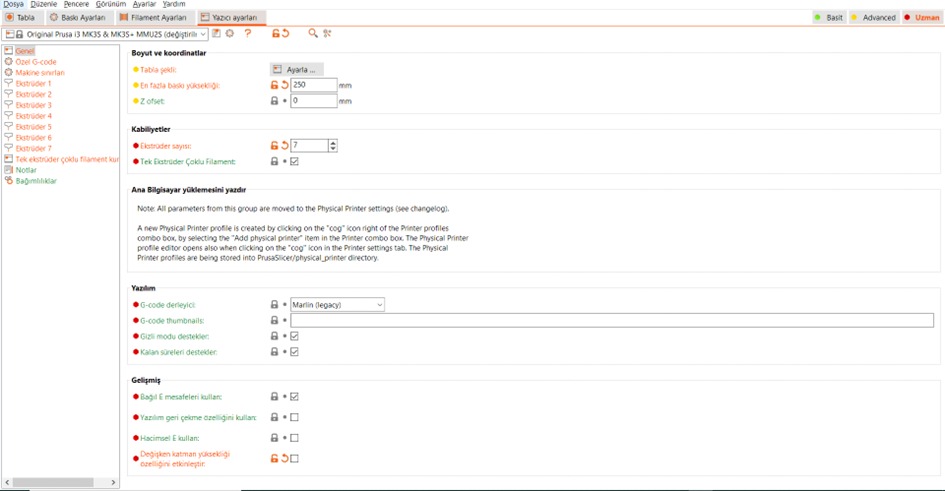 Dosya Düzenle Pencere Görünüm Ayarlar Yardım
Tabla Baskı Ayarları Filament Ayarları Yazıcı ayarları Basit Advanced Uzman
Original Prusa i3 MK3S & MK3S+ MMU2S (değiştirilı
Genel
Özel G-code
Makine sınırları
Ekstrüder 1
Ekstrüder 2
Ekstrüder 3
Ekstrüder 4
Ekstrüder 5
Ekstrüder 6
Ekstrüder 7
Tek ekstrüder çoklu filament kur
Notlar
Bağımlılıklar
Boyut ve koordinatlar
Tabla şekli: Ayarla ...
En fazla baskı yüksekliği: 250 mm
Z ofset: 0 mm
Kabiliyetler
Ekstrüder sayısı: 7
Tek Ekstrüder Çoklu Filament:
Ana Bilgisayar yüklemesini yazdır
Note: All parameters from this group are moved to the Physical Printer settings (see changelog).
A new Physical Printer profile is created by clicking on the "cog" icon right of the Printer profiles
combo box, by selecting the "Add physical printer" item in the Printer combo box. The Physical Printer
profile editor opens also when clicking on the "cog" icon in the Printer settings tab. The Physical
Printer profiles are being stored into PrusaSlicer/physical_printer directory.
Yazılım
G-code derleyici: Marlin (legacy)
G-code thumbnails:
Gizli modu destekler:
Kalan süreleri destekler:
Gelişmiş
Bağıl E mesafeleri kullan:
Yazılım geri çekme özelliğini kullan:
Hacimsel E kullan:
Değişken katman yüksekliği
özelliğini etkinleştir: